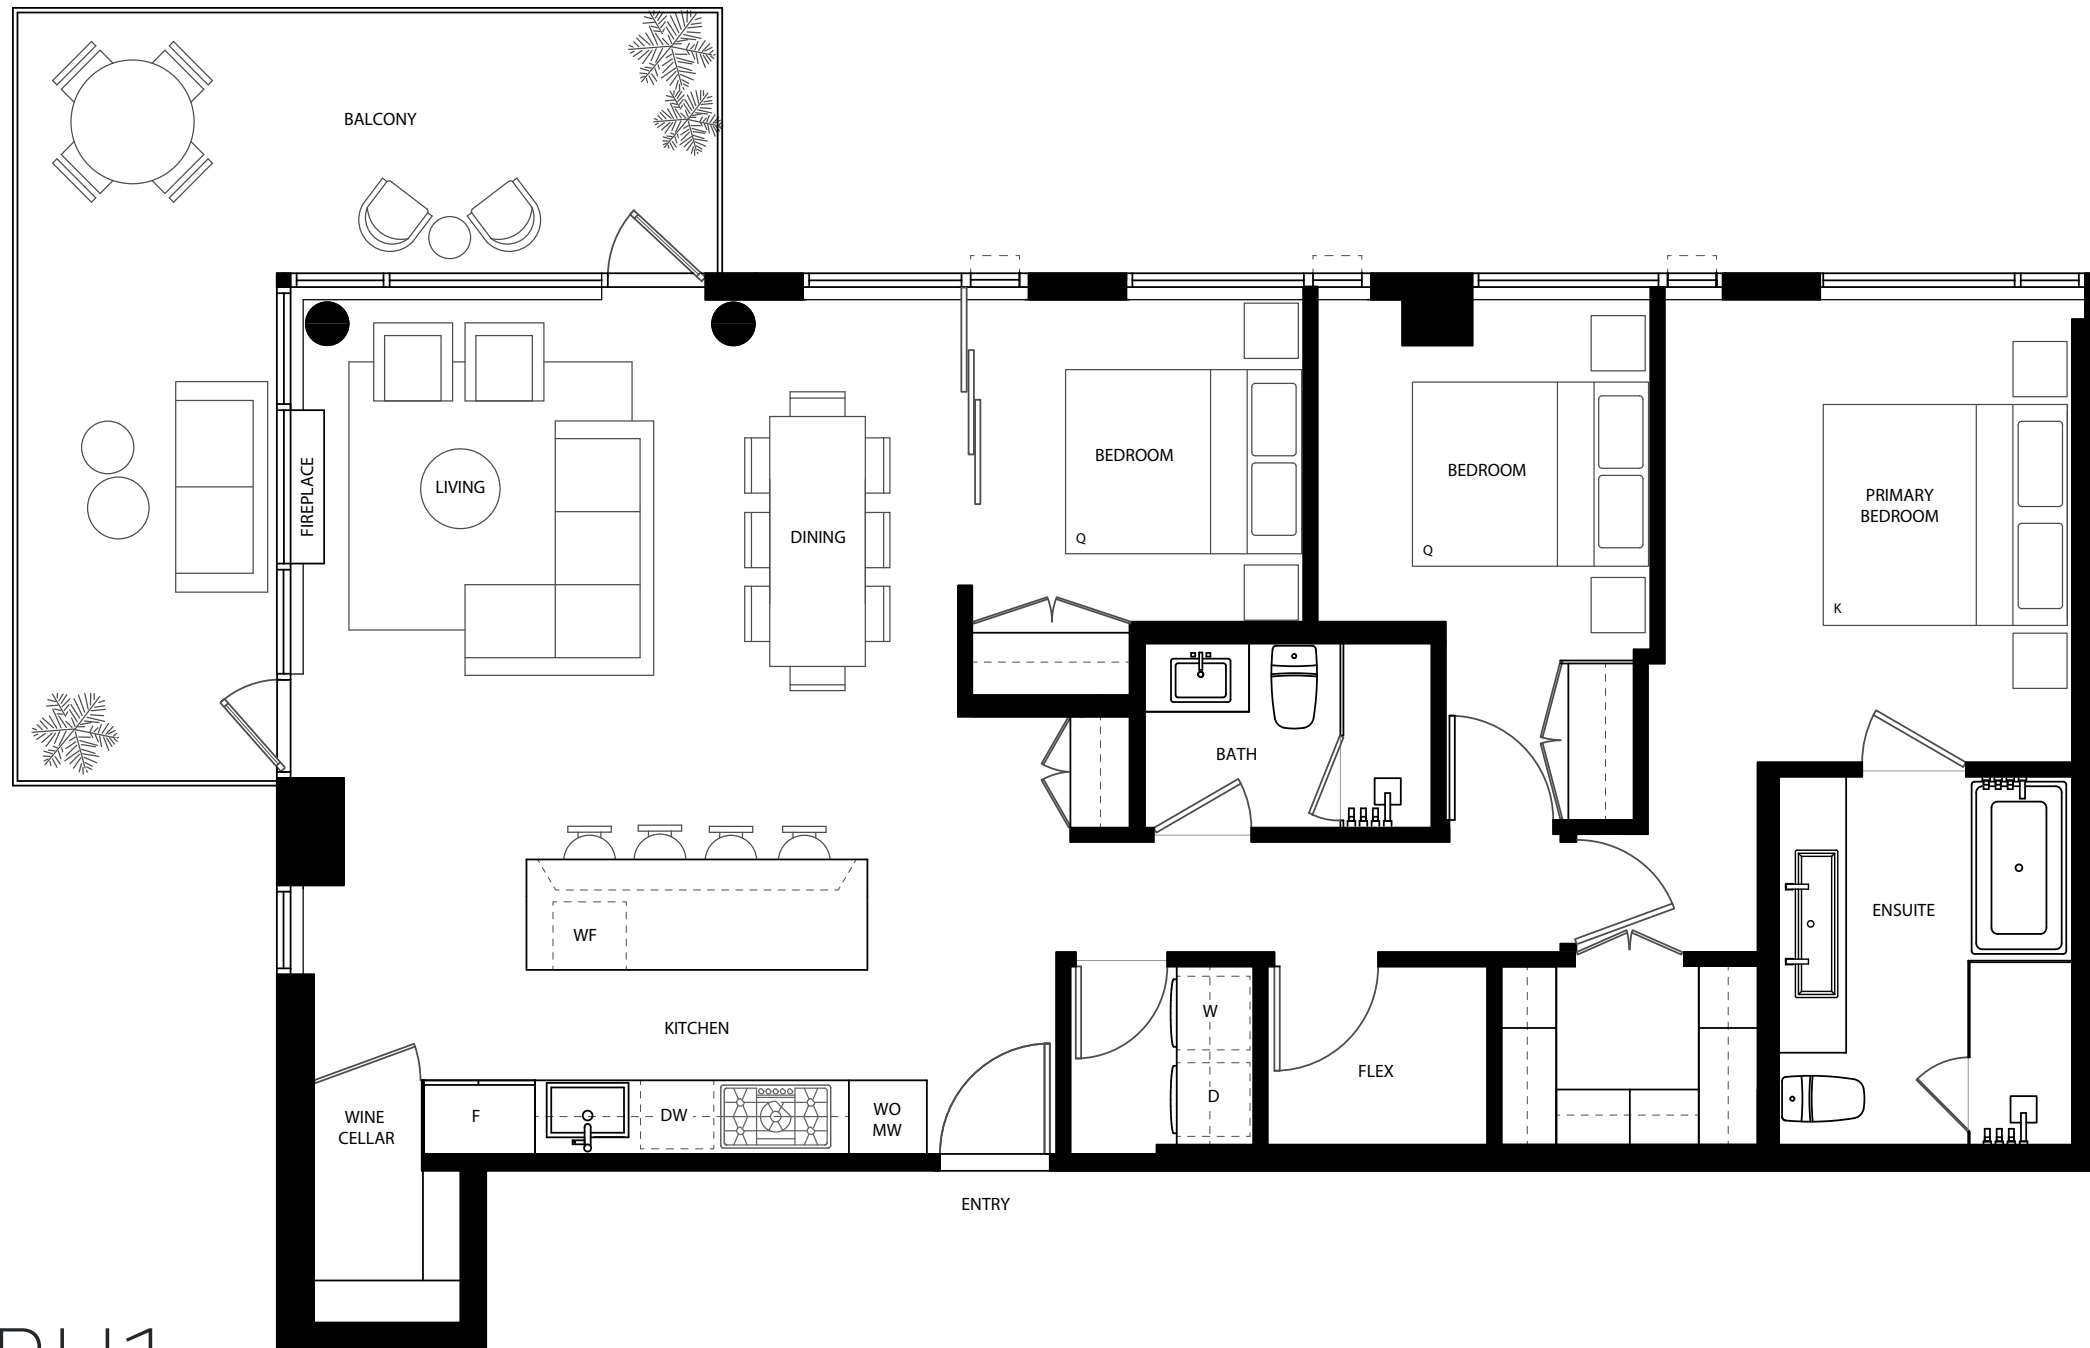 BALCONY
FIREPLACE
LIVING
DINING
BEDROOM
Q
BEDROOM
Q
PRIMARY
BEDROOM
K
BATH
ENSUITE
WF
KITCHEN
W
D
FLEX
WINE
CELLAR
F
DW
WO
MW
ENTRY
PH1